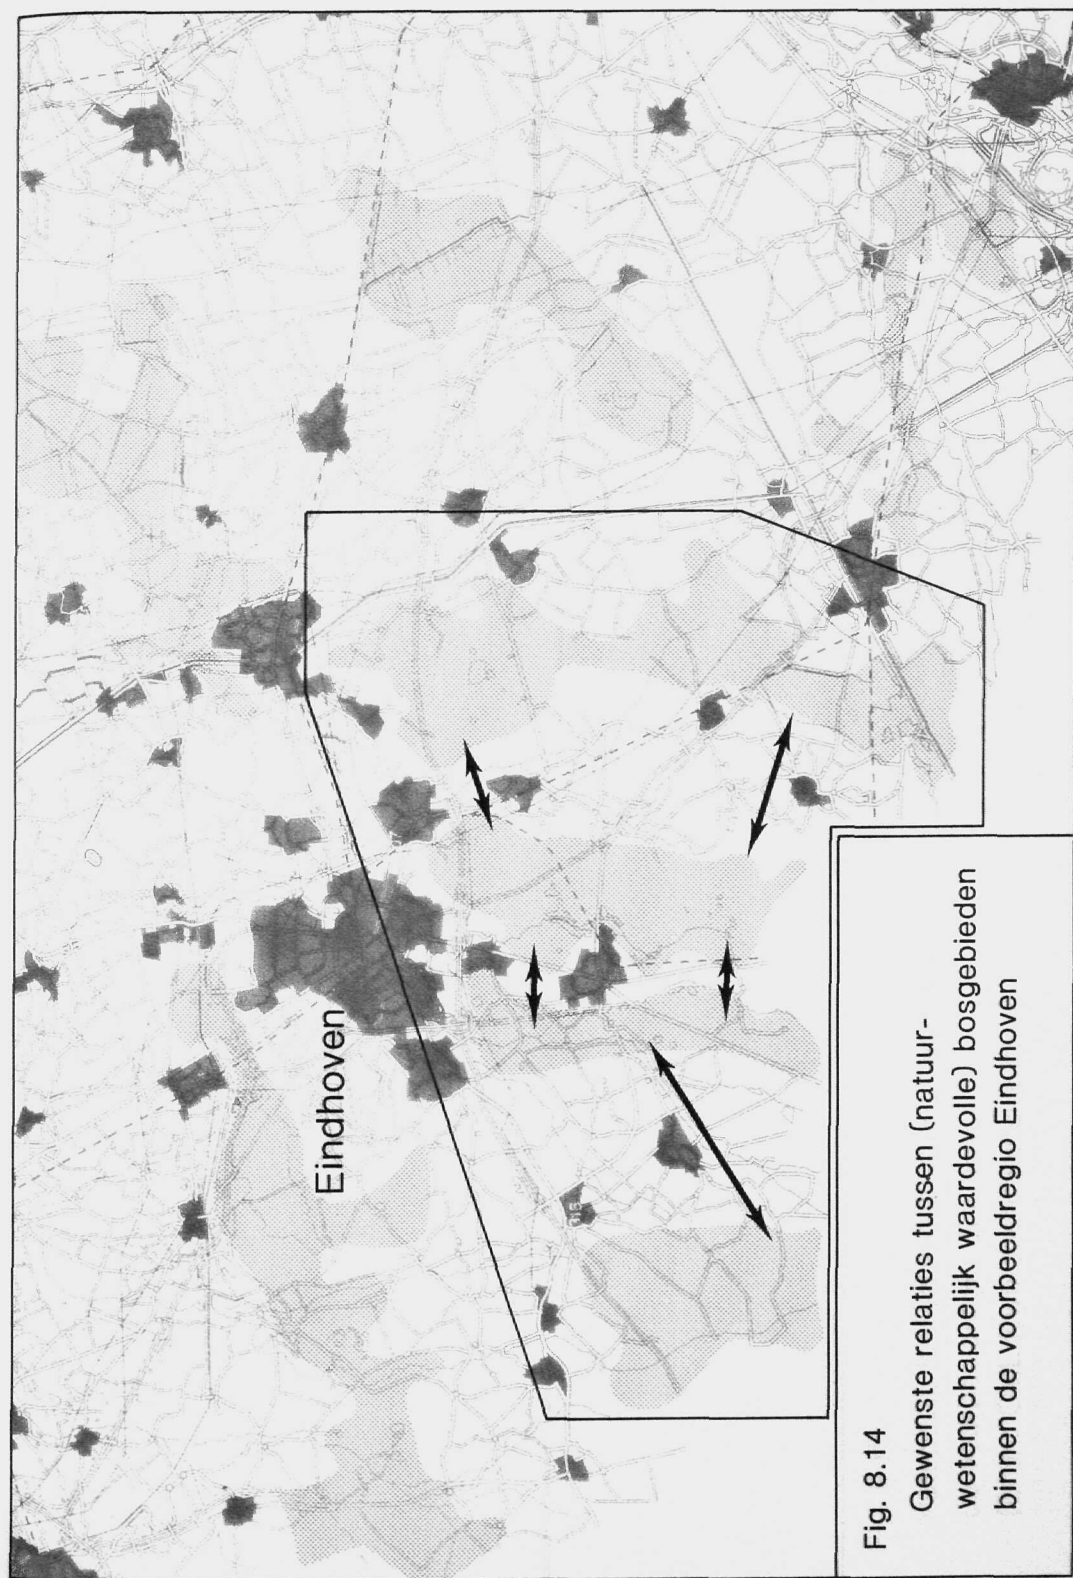 Eindhoven
Fig. 8.14
Gewenste relaties tussen (natuur-
wetenschappelijk waardevolle) bosgebieden
binnen de voorbeeldregio Eindhoven